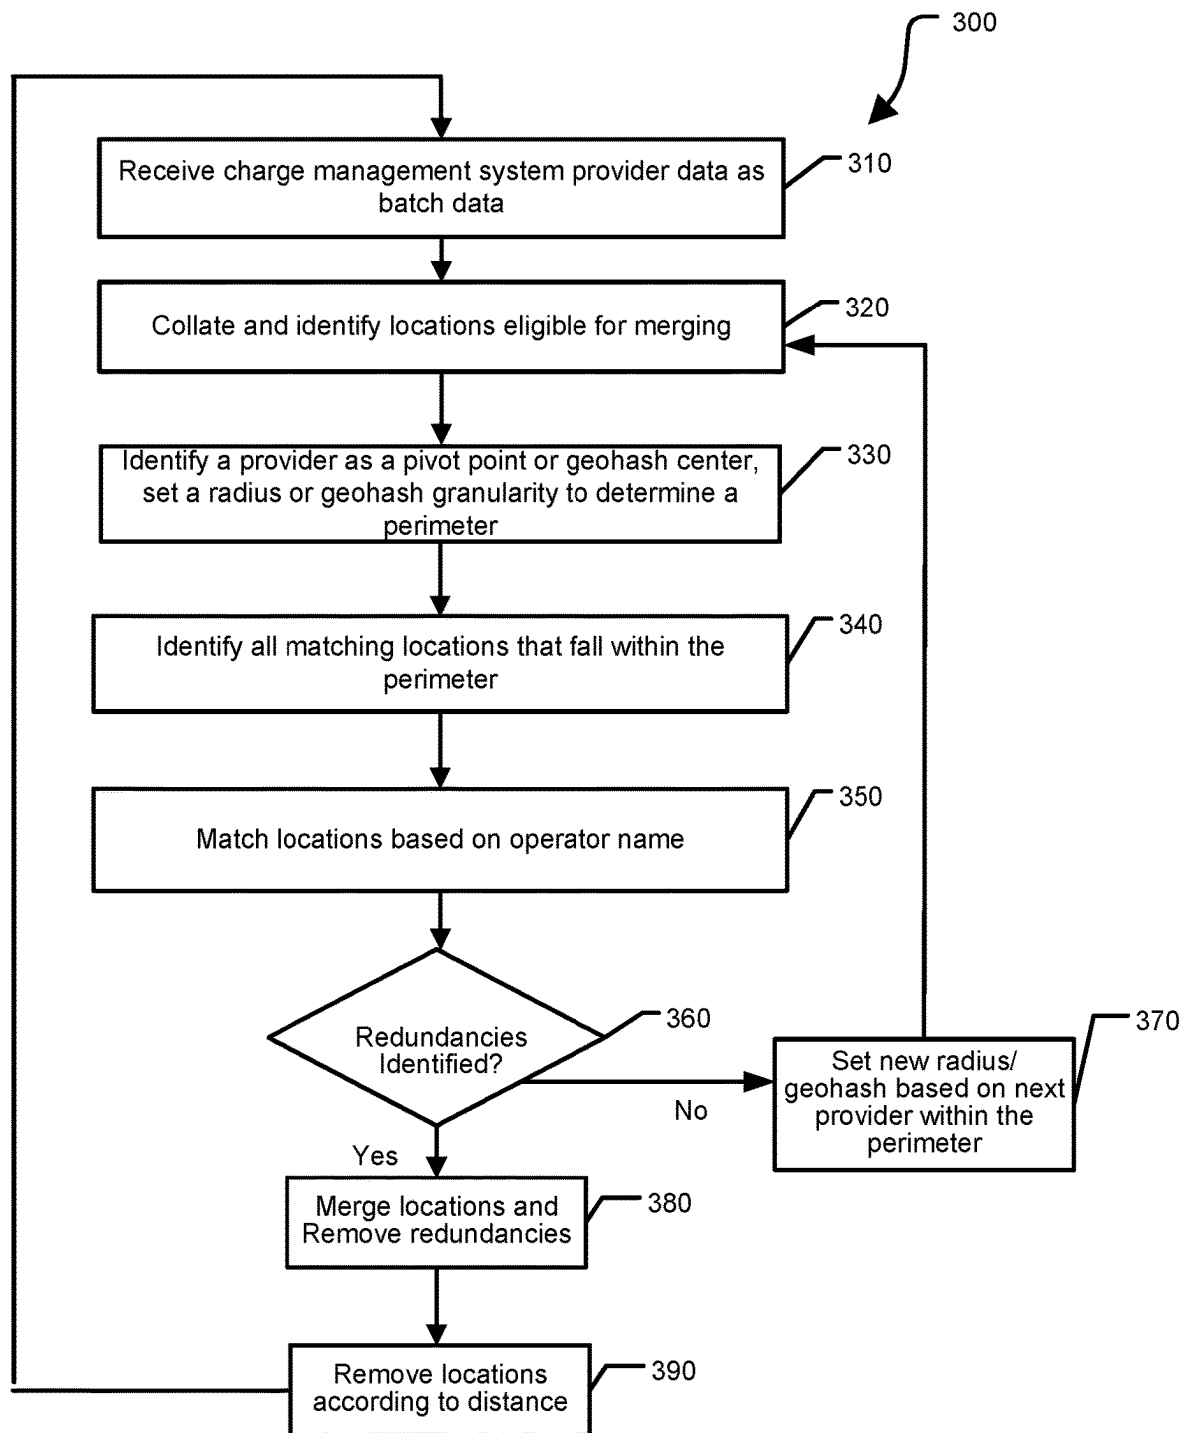 300
Receive charge management system provider data as
batch data
310
Collate and identify locations eligible for merging
320
Identify a provider as a pivot point or geohash center,
set a radius or geohash granularity to determine a
perimeter
330
Identify all matching locations that fall within the
perimeter
340
Match locations based on operator name
350
Redundancies
Identified?
360
No
Set new radius/
geohash based on next
provider within the
perimeter
370
Yes
Merge locations and
Remove redundancies
380
Remove locations
according to distance
390